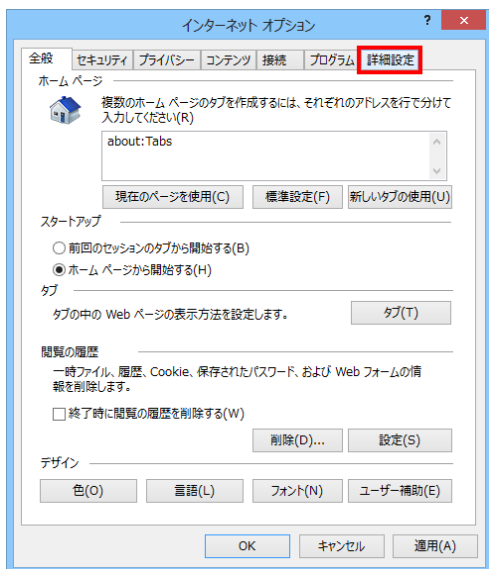 インターネット オプション
? ×
全般 セキュリティ プライバシー コンテンツ 接続 プログラム 詳細設定
ホーム ページ
複数のホーム ページのタブを作成するには、それぞれのアドレスを行で分けて
入力してください(R)
about:Tabs
現在のページを使用(C) 標準設定(F) 新しいタブの使用(U)
スタートアップ
前回のセッションのタブから開始する(B)
ホーム ページから開始する(H)
タブ
タブの中の Web ページの表示方法を設定します。 タブ(T)
閲覧の履歴
一時ファイル、履歴、Cookie、保存されたパスワード、および Web フォームの情
報を削除します。
終了時に閲覧の履歴を削除する(W)
削除(D)... 設定(S)
デザイン
色(O) 言語(L) フォント(N) ユーザー補助(E)
OK キャンセル 適用(A)